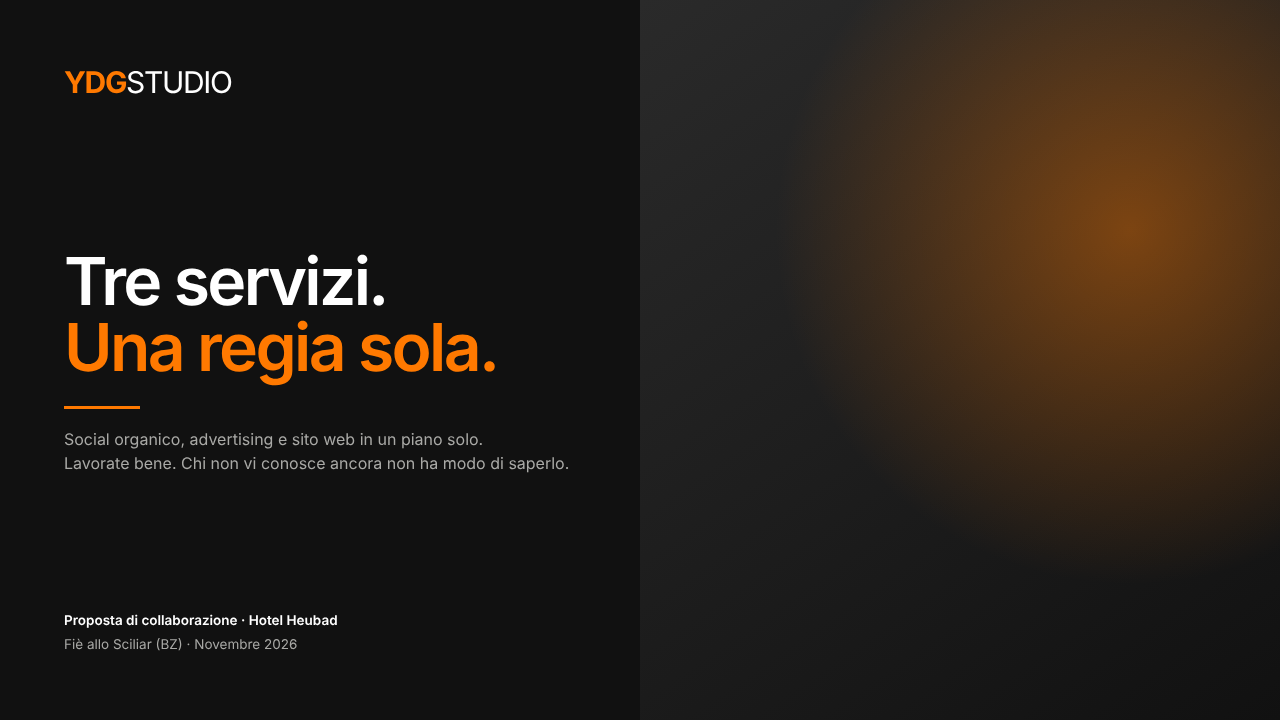 YDGSTUDIO
Tre servizi.
Una regia sola.
Social organico, advertising e sito web in un piano solo.
Lavorate bene. Chi non vi conosce ancora non ha modo di saperlo.
Proposta di collaborazione · Hotel Heubad
Fiè allo Sciliar (BZ) · Novembre 2026